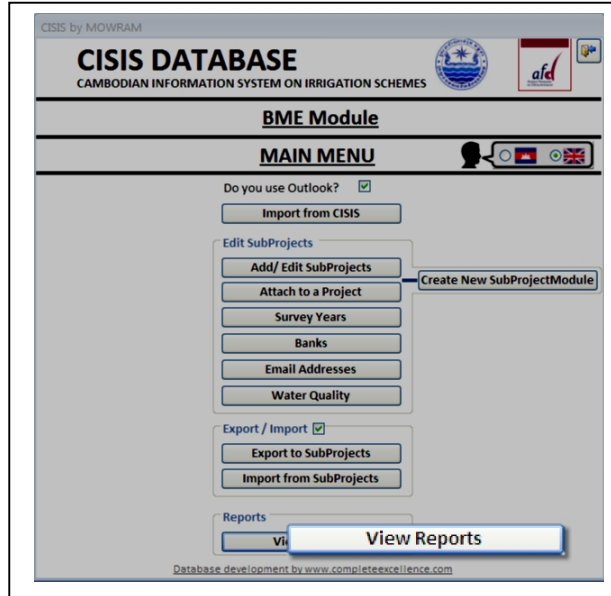 CISIS by MOWRAM
CISIS DATABASE
CAMBODIAN INFORMATION SYSTEM ON IRRIGATION SCHEMES
afd
BME Module
MAIN MENU
Do you use Outlook?
Import from CISIS
Edit SubProjects
Add/ Edit SubProjects
Create New SubProjectModule
Attach to a Project
Survey Years
Banks
Email Addresses
Water Quality
Export / Import
Export to SubProjects
Import from SubProjects
Reports
View Reports
Database development by www.completeexcellence.com